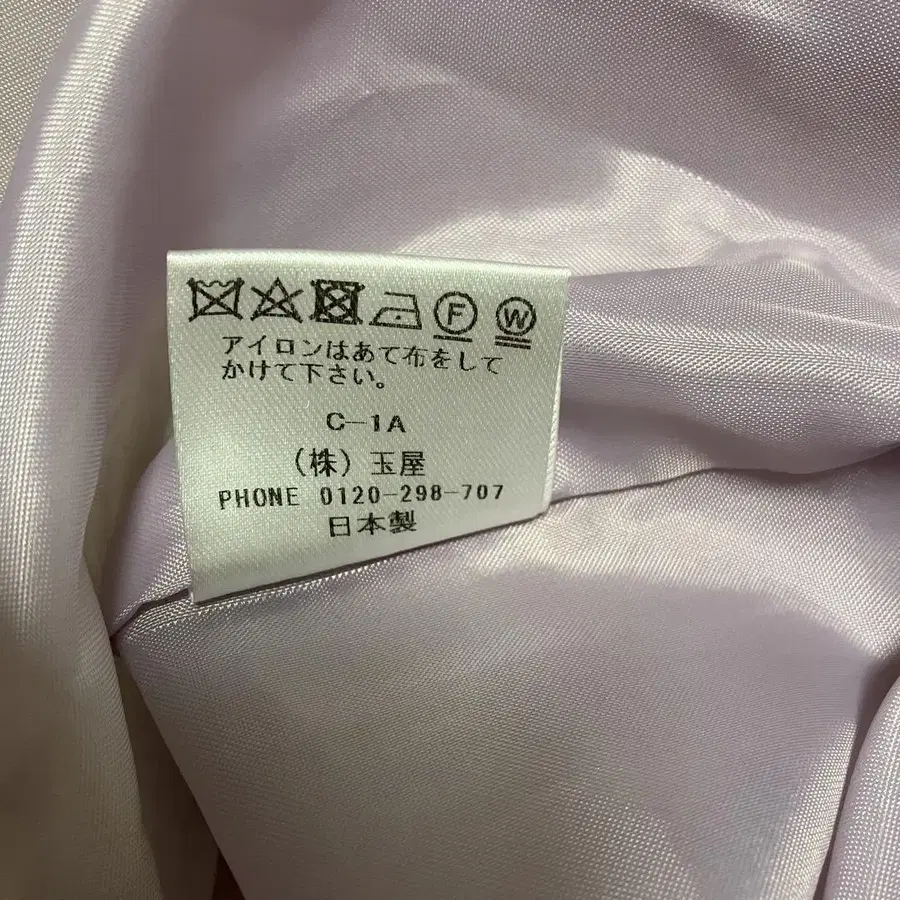 F W
アイロンはあて布をして
かけて下さい。
C-1A
(株)玉屋
PHONE 0120-298-707
日本製